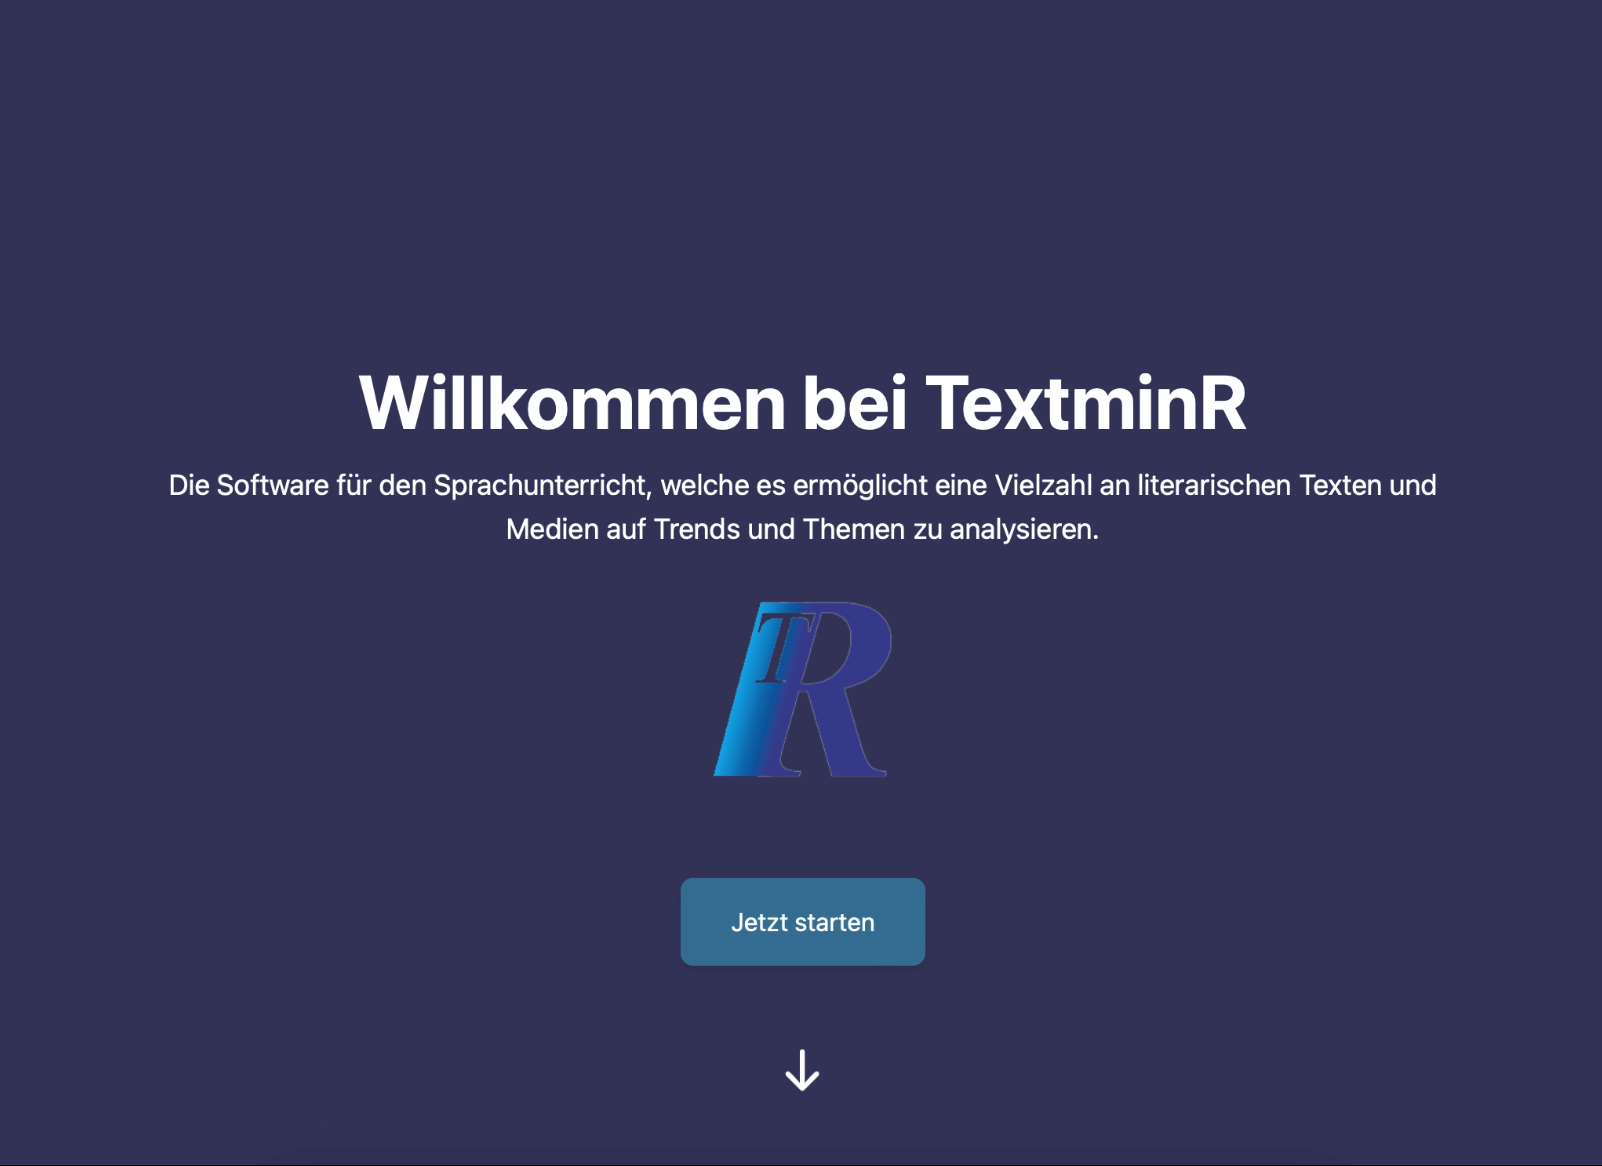 Willkommen bei TextminR
Die Software für den Sprachunterricht, welche es ermöglicht eine Vielzahl an literarischen Texten und
Medien auf Trends und Themen zu analysieren.
TR
Jetzt starten